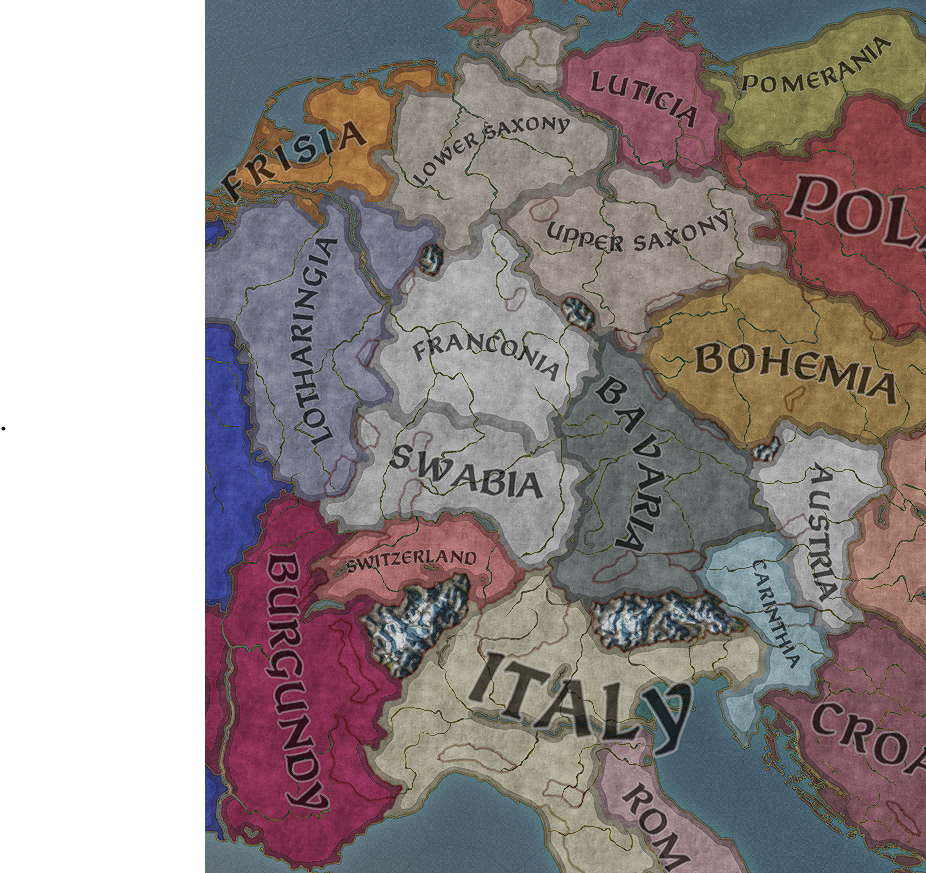 LUTICIA
POMERANIA
FRISIA
LOWER SAXONY
POL
UPPER SAXONY
LOTHARINGIA
FRANCONIA
BOHEMIA
BAVARIA
SWABIA
AUSTRIA
SWITZERLAND
BURGUNDY
CARINTHIA
ITALY
CROA
ROM